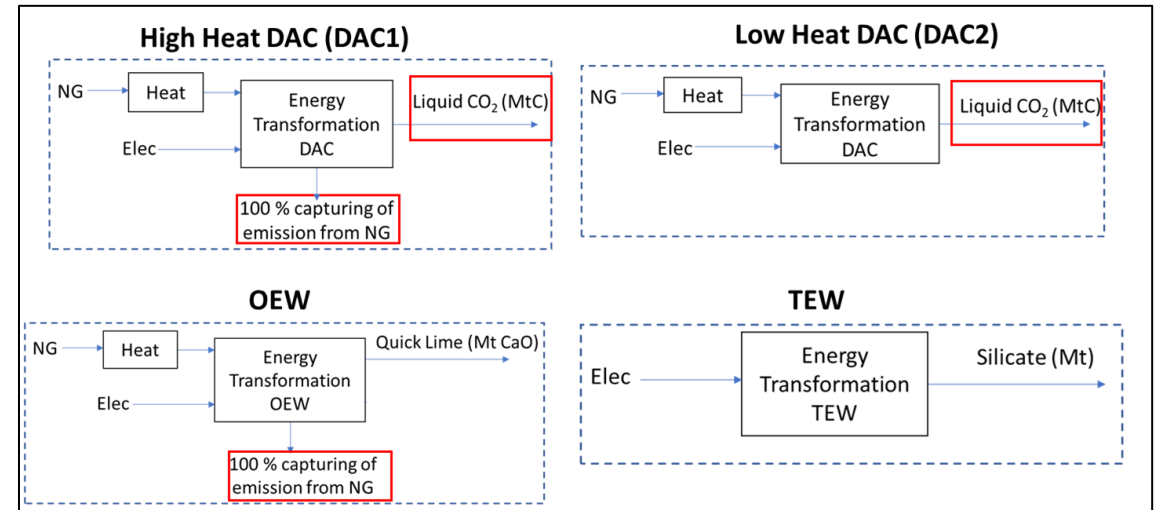 High Heat DAC (DAC1)
NG
Heat
Elec
Energy
Transformation
DAC
Liquid CO₂ (MtC)
100 % capturing of
emission from NG
Low Heat DAC (DAC2)
NG
Heat
Elec
Energy
Transformation
DAC
Liquid CO₂ (MtC)
OEW
NG
Heat
Elec
Energy
Transformation
OEW
Quick Lime (Mt CaO)
100 % capturing of
emission from NG
TEW
Elec
Energy
Transformation
TEW
Silicate (Mt)